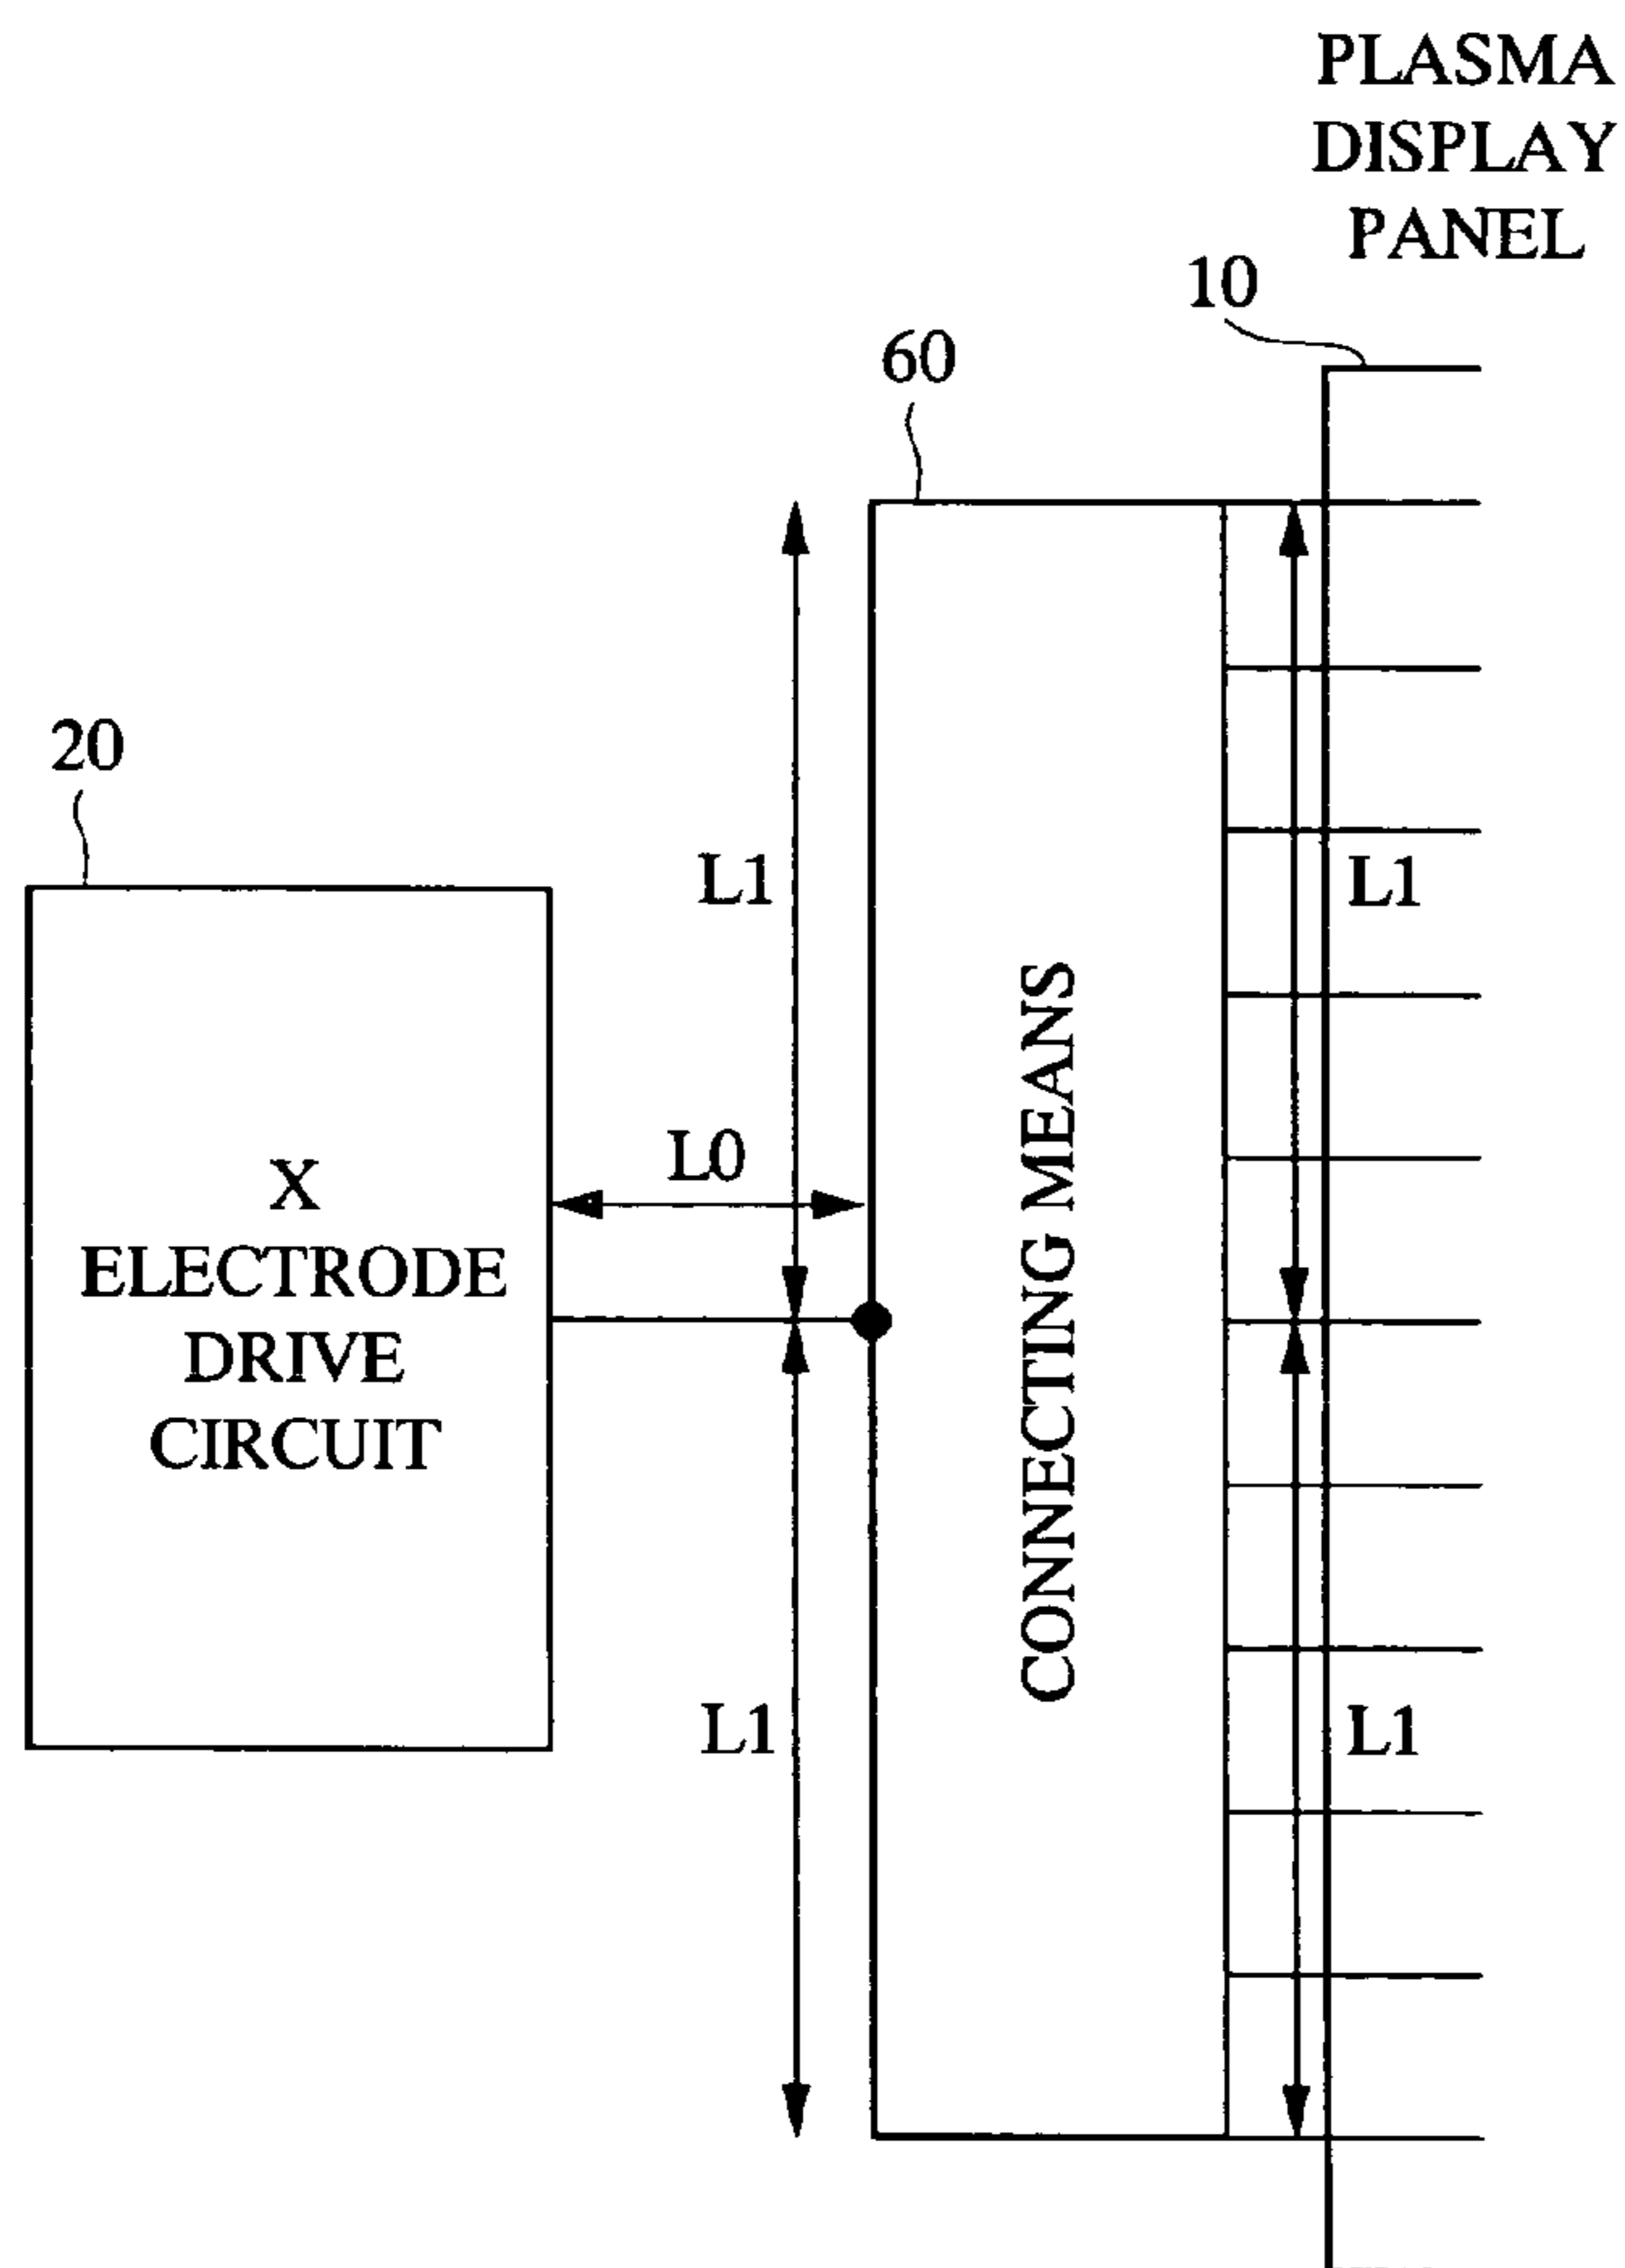 PLASMA
DISPLAY
PANEL
10
60
20
L1
L1
L0
X
ELECTRODE
DRIVE
CIRCUIT
CONNECTING MEANS
L1
L1